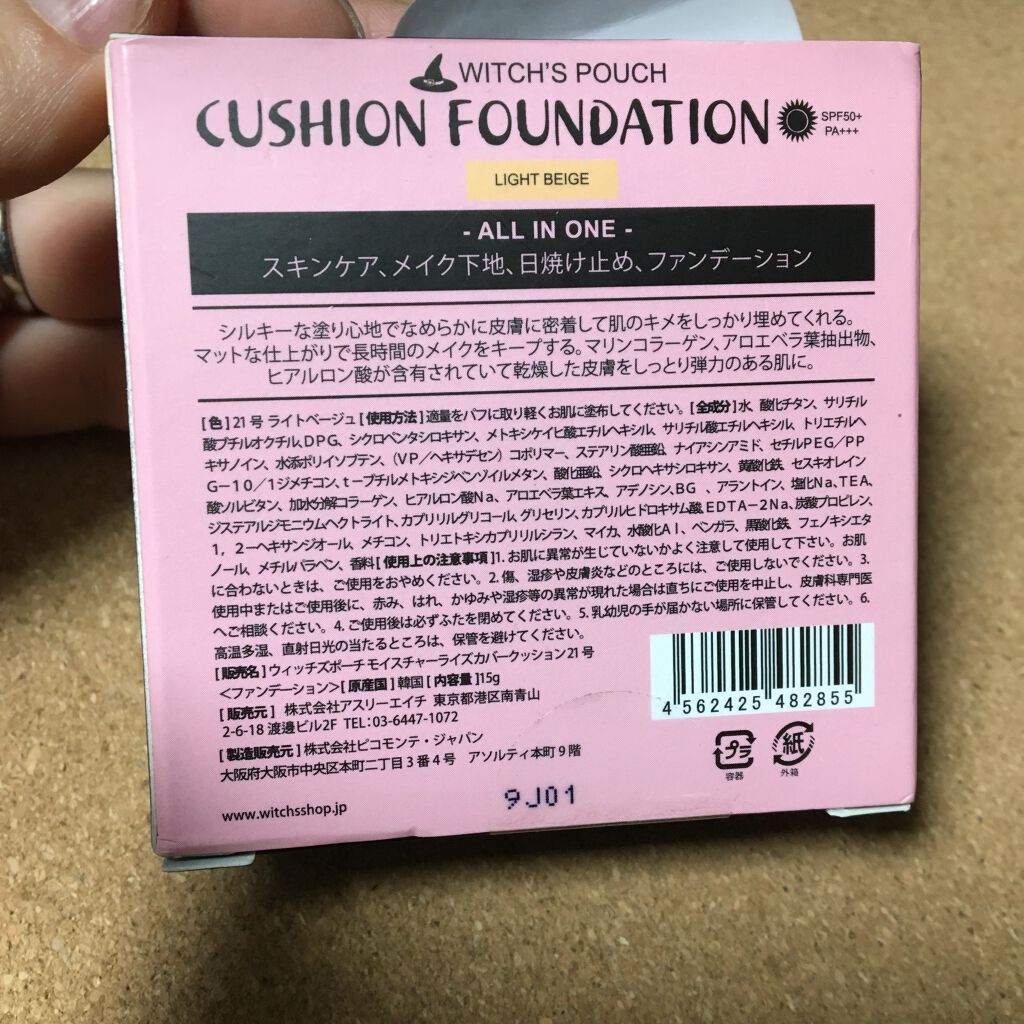 WITCH'S POUCH
CUSHION FOUNDATION
SPF50+
PA+++
LIGHT BEIGE
- ALL IN ONE -
スキンケア、メイク下地、日焼け止め、ファンデーション
シルキーな塗り心地でなめらかに皮膚に密着して肌のキメをしっかり埋めてくれる。
マットな仕上がりで長時間のメイクをキープする。マリンコラーゲン、アロエベラ葉抽出物、
ヒアルロン酸が含有されていて乾燥した皮膚をしっとり弾力のある肌に。
[色]21号 ライトベージュ [使用方法] 適量をパフに取り軽くお肌に塗布してください。[全成分] 水、酸化チタン、サリチル
酸ブチルオクチル、DPG、シクロペンタシロキサン、メトキシケイヒ酸エチルヘキシル、サリチル酸エチルヘキシル、トリエチルヘ
キサノイン、水添ポリイソブテン、(VP/ヘキサデセン)コポリマー、ステアリン酸亜鉛、ナイアシンアミド、セチルPEG/PP
G-10/1ジメチコン、t-ブチルメトキシジベンゾイルメタン、酸化亜鉛、シクロヘキシロキサン、黄酸化鉄、セスキオレイン
酸ソルビタン、加水分解コラーゲン、ヒアルロン酸Na、アロエベラ葉エキス、アデノシン、BG 、アラントイン、塩化Na、TEA、
ジステアルジモニウムヘクトライト、カプリリルグリコール、グリセリン、カプリルヒドロキサム酸、EDTA-2Na、炭酸プロピレン、
1,2-ヘキサンジオール、メチコン、トリエトキシカプリリルシラン、マイカ、水酸化Al、ベンガラ、黒酸化鉄、フェノキシエタ
ノール、メチルパラベン、香料 [使用上の注意事項]1.お肌に異常が生じていないかよく注意して使用して下さい。お肌
に合わないときは、ご使用をおやめください。2.傷、湿疹や皮膚炎などのところには、ご使用しないでください。3.
使用中またはご使用後に、赤み、はれ、かゆみや湿疹等の異常が現れた場合は直ちにご使用を中止し、皮膚科専門医
へご相談ください。4.ご使用後は必ずふたを閉めてください。5.乳幼児の手が届かない場所に保管してください。6.
高温多湿、直射日光の当たるところは、保管を避けてください。
[販売名]ウィッチズポーチ モイスチャーライズカバークッション21号
<ファンデーション>[原産国]韓国[内容量]15g
[販売元] 株式会社アスリーエイチ 東京都港区南青山
2-6-18 渡邉ビル2F TEL:03-6447-1072
[製造販売元]株式会社ピコモンテ・ジャパン
大阪府大阪市中央区本町二丁目3番4号 アソルティ本町9階
www.witchsshop.jp
4 562425 482855
プラ
容器
紙
外箱
9J01